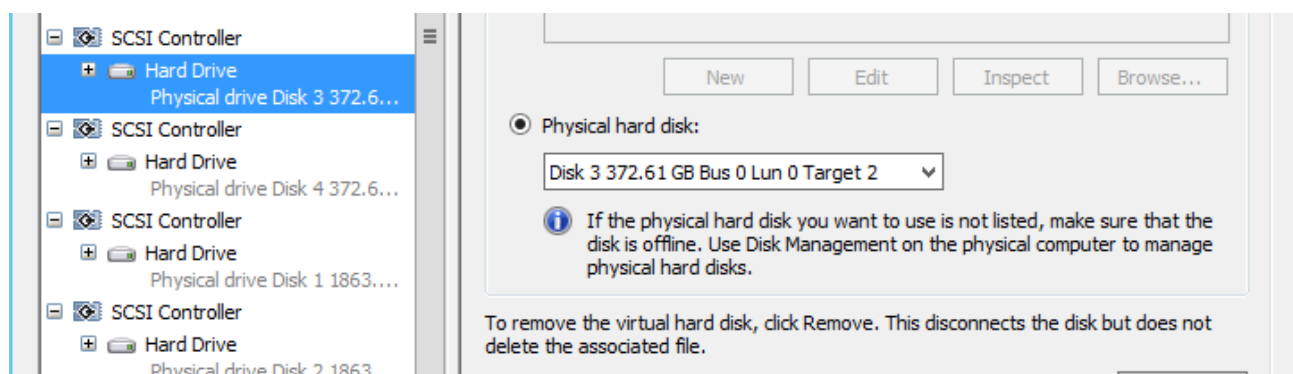 SCSI Controller
Hard Drive
Physical drive Disk 3 372.6...
SCSI Controller
Hard Drive
Physical drive Disk 4 372.6...
SCSI Controller
Hard Drive
Physical drive Disk 1 1863....
SCSI Controller
Hard Drive
Physical drive Disk 2 1863
New Edit Inspect Browse...
Physical hard disk:
Disk 3 372.61 GB Bus 0 Lun 0 Target 2
If the physical hard disk you want to use is not listed, make sure that the
disk is offline. Use Disk Management on the physical computer to manage
physical hard disks.
To remove the virtual hard disk, click Remove. This disconnects the disk but does not
delete the associated file.